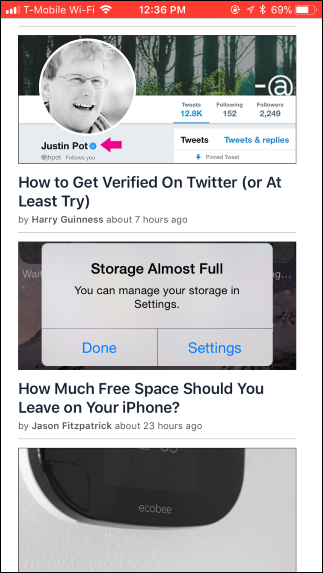 T-Mobile Wi-Fi 12:36 PM 69%
-@
Tweets Following Followers
12.8K 152 2,249
Justin Pot
@jhpot Follows you
Tweets Tweets & replies
Pinned Tweet
How to Get Verified On Twitter (or At
Least Try)
by Harry Guinness about 7 hours ago
Storage Almost Full
You can manage your storage in
Settings.
Done Settings
How Much Free Space Should You
Leave on Your iPhone?
by Jason Fitzpatrick about 23 hours ago
ecobee